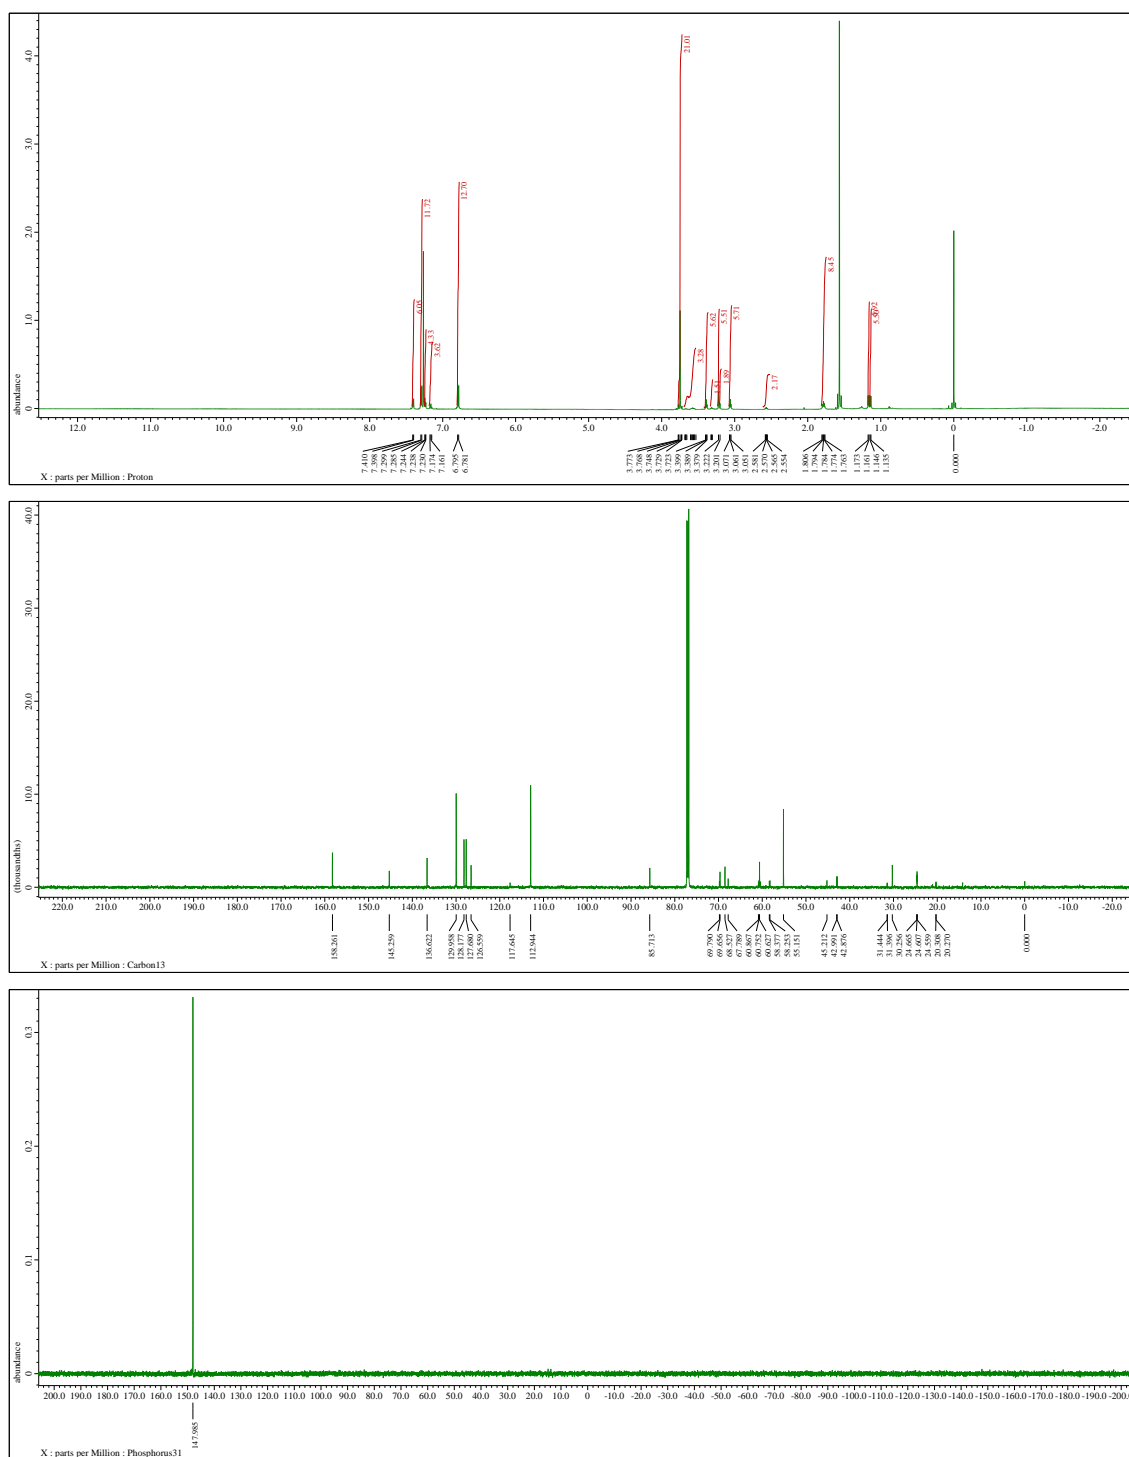 4.0
3.0
2.0
1.0
0
abundance
21.01
12.70
11.72
6.05
4.33
3.62
3.28
5.62
1.51
5.51
1.89
5.71
2.17
8.45
12.0 11.0 10.0 9.0 8.0 7.0 6.0 5.0 4.0 3.0 2.0 1.0 0 -1.0 -2.0
7.410 7.398 7.299 7.285 7.244 7.238 7.230 7.174 7.161 6.795 6.781 3.773 3.768 3.748 3.729 3.723 3.399 3.389 3.379 3.222 3.201 3.071 3.061 3.051 2.581 2.570 2.565 2.554 1.806 1.794 1.784 1.774 1.763 1.173 1.161 1.146 1.135 0.000
X : parts per Million : Proton
40.0
30.0
20.0
10.0
0
(thousandths)
220.0 210.0 200.0 190.0 180.0 170.0 160.0 150.0 140.0 130.0 120.0 110.0 100.0 90.0 80.0 70.0 60.0 50.0 40.0 30.0 20.0 10.0 0 -10.0 -20.0
158.261 145.259 136.622 129.958 128.177 127.680 126.559 117.645 112.944 85.713 69.790 69.656 68.527 67.789 60.867 60.752 60.627 58.377 58.253 55.151 45.212 42.991 42.876 31.444 31.396 30.256 24.665 24.607 24.559 20.308 20.270 0.000
X : parts per Million : Carbon13
0.3
0.2
0.1
0
abundance
200.0 190.0 180.0 170.0 160.0 150.0 140.0 130.0 120.0 110.0 100.0 90.0 80.0 70.0 60.0 50.0 40.0 30.0 20.0 10.0 0 -10.0 -20.0 -30.0 -40.0 -50.0 -60.0 -70.0 -80.0 -90.0 -100.0 -110.0 -120.0 -130.0 -140.0 -150.0 -160.0 -170.0 -180.0 -190.0 -200.0
147.985
X : parts per Million : Phosphorus31